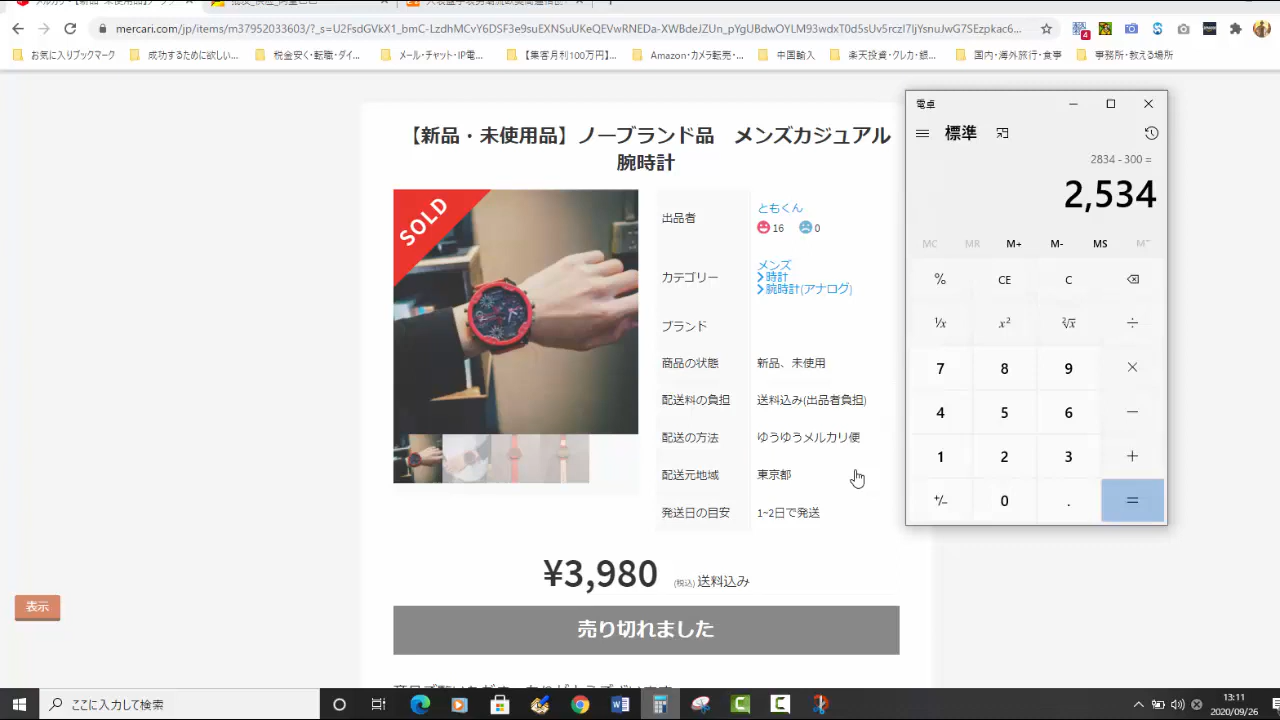 mercari.com/jp/items/m37952033603/?_s=
4
お気に入りブックマーク
成功するために欲しい...
税金安く・転職・ダイ...
メール・チャット・IP電...
【集客月利100万円】...
Amazon・カメラ転売・...
中国輸入
楽天投資・クレカ・銀...
国内・海外旅行・食事
事務所・教える場所
【新品・未使用品】ノーブランド品 メンズカジュアル
腕時計
SOLD
出品者
ともくん
16
0
カテゴリー
メンズ
時計
腕時計(アナログ)
ブランド
商品の状態
新品、未使用
配送料の負担
送料込み(出品者負担)
配送の方法
ゆうゆうメルカリ便
配送元地域
東京都
発送日の目安
1~2日で発送
¥3,980 (税込) 送料込み
売り切れました
表示
電卓
標準
2834 - 300 =
2,534
MC MR M+ M- MS
% CE C
¹/x x² ²√x ÷
7 8 9 ×
4 5 6 −
1 2 3 +
+/− 0 . =
ここに入力して検索
13:11
2020/09/26